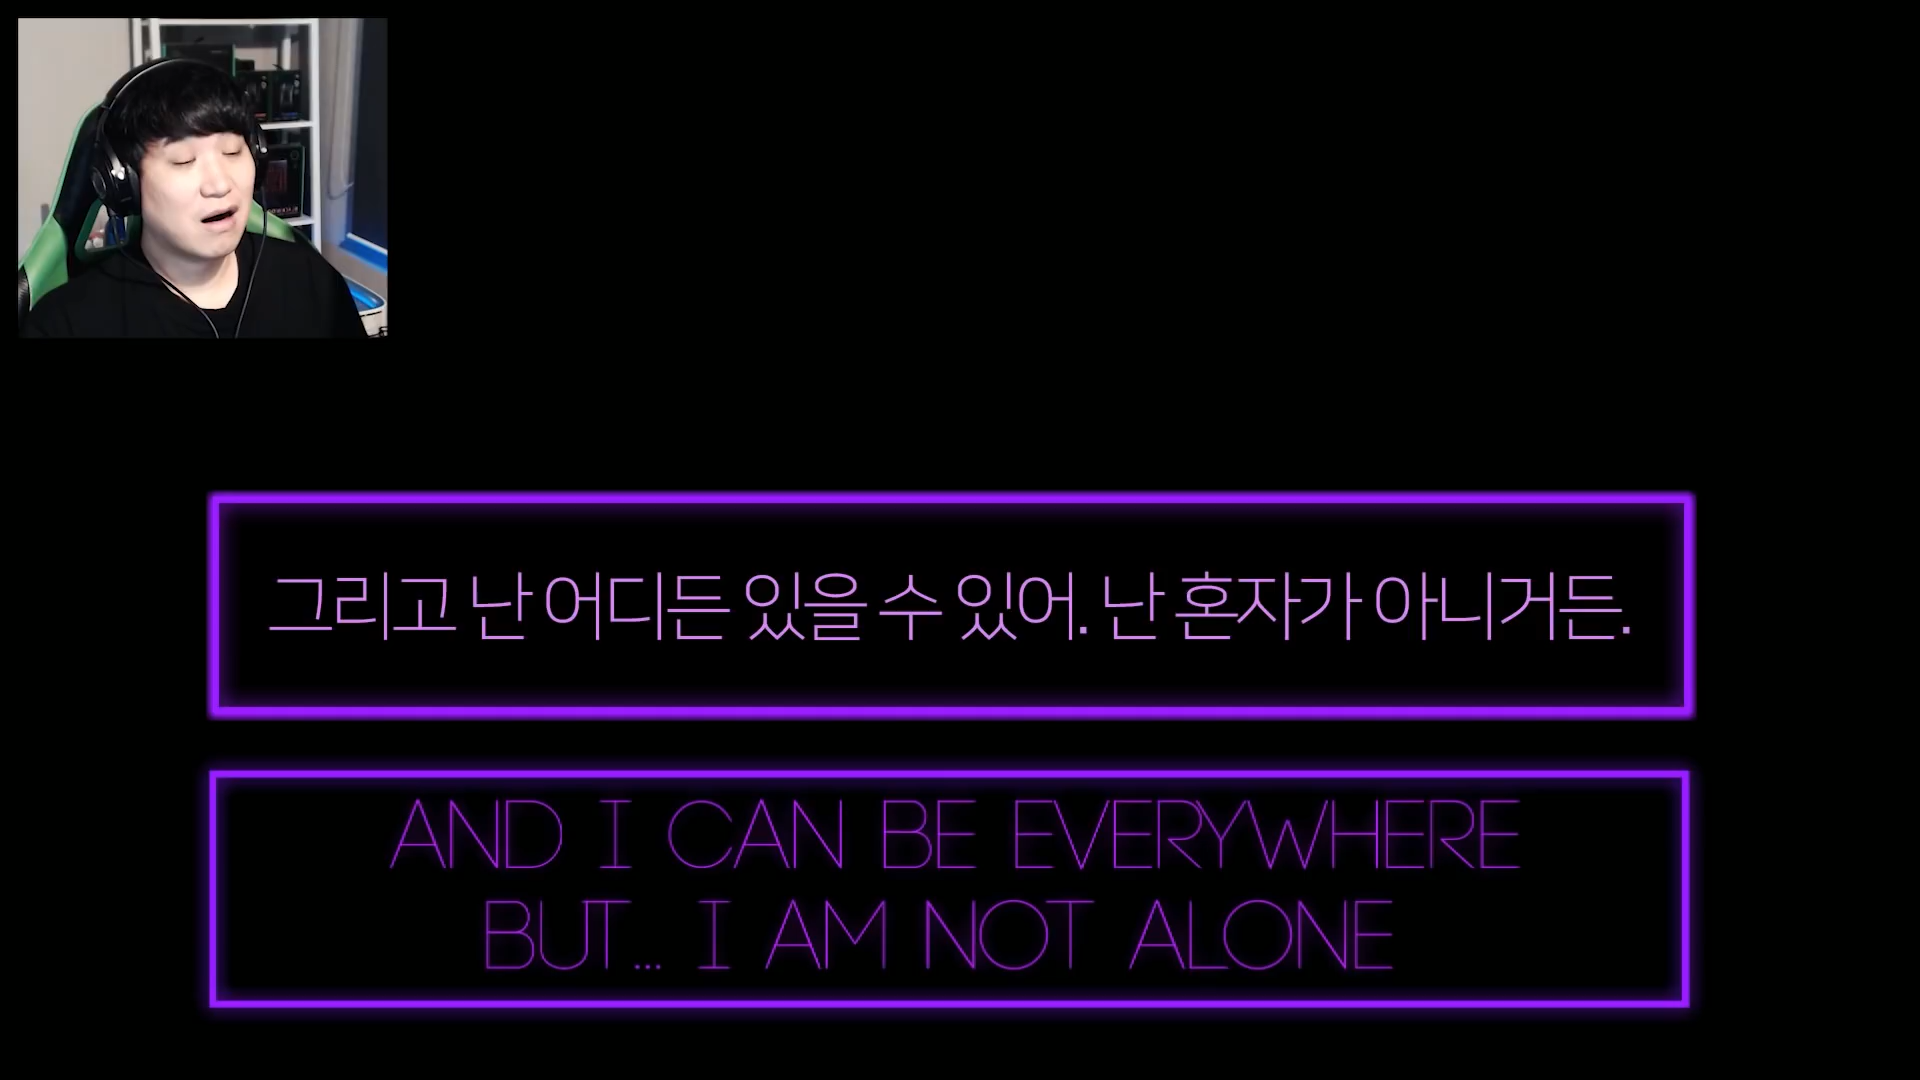 그리고 난 어디든 있을 수 있어. 난 혼자가 아니거든.
AND I CAN BE EVERYWHERE
BUT... I AM NOT ALONE